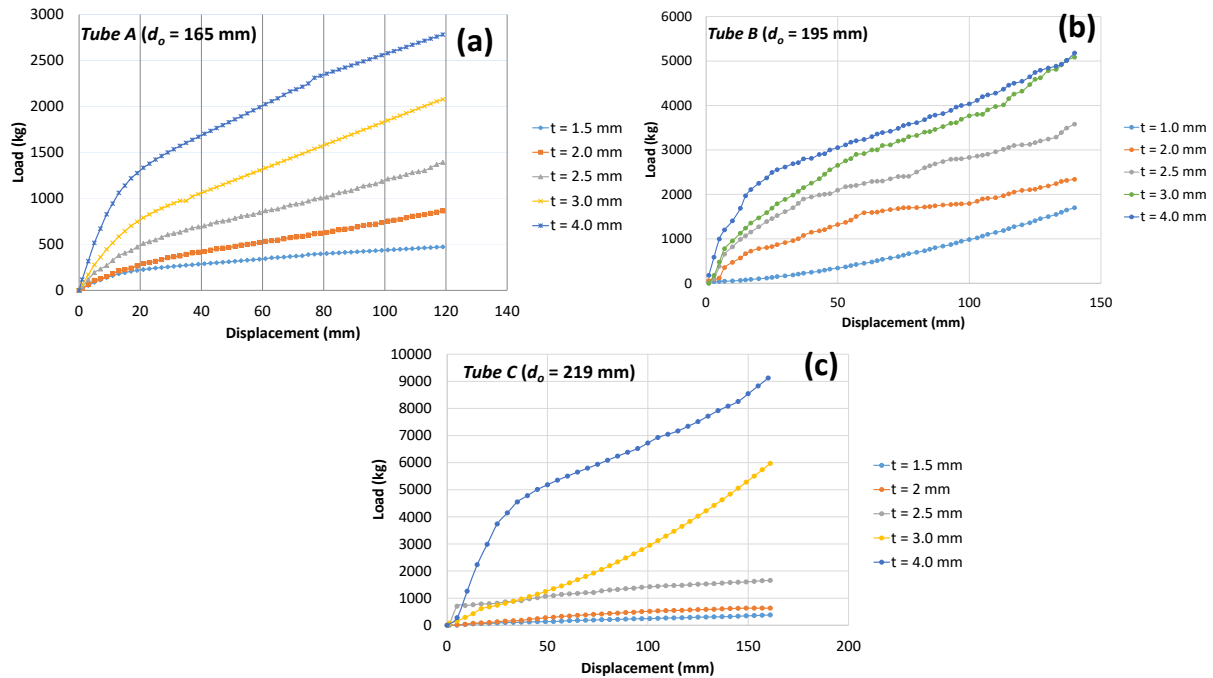 Tube A (dₒ = 165 mm)
(a)
3000
2500
2000
1500
1000
500
0
Load (kg)
0 20 40 60 80 100 120 140
Displacement (mm)
t = 1.5 mm
t = 2.0 mm
t = 2.5 mm
t = 3.0 mm
t = 4.0 mm
Tube B (dₒ = 195 mm)
(b)
6000
5000
4000
3000
2000
1000
0
Load (kg)
0 50 100 150
Displacement (mm)
t = 1.0 mm
t = 2.0 mm
t = 2.5 mm
t = 3.0 mm
t = 4.0 mm
Tube C (dₒ = 219 mm)
(c)
10000
9000
8000
7000
6000
5000
4000
3000
2000
1000
0
Load (kg)
0 50 100 150 200
Displacement (mm)
t = 1.5 mm
t = 2 mm
t = 2.5 mm
t = 3.0 mm
t = 4.0 mm